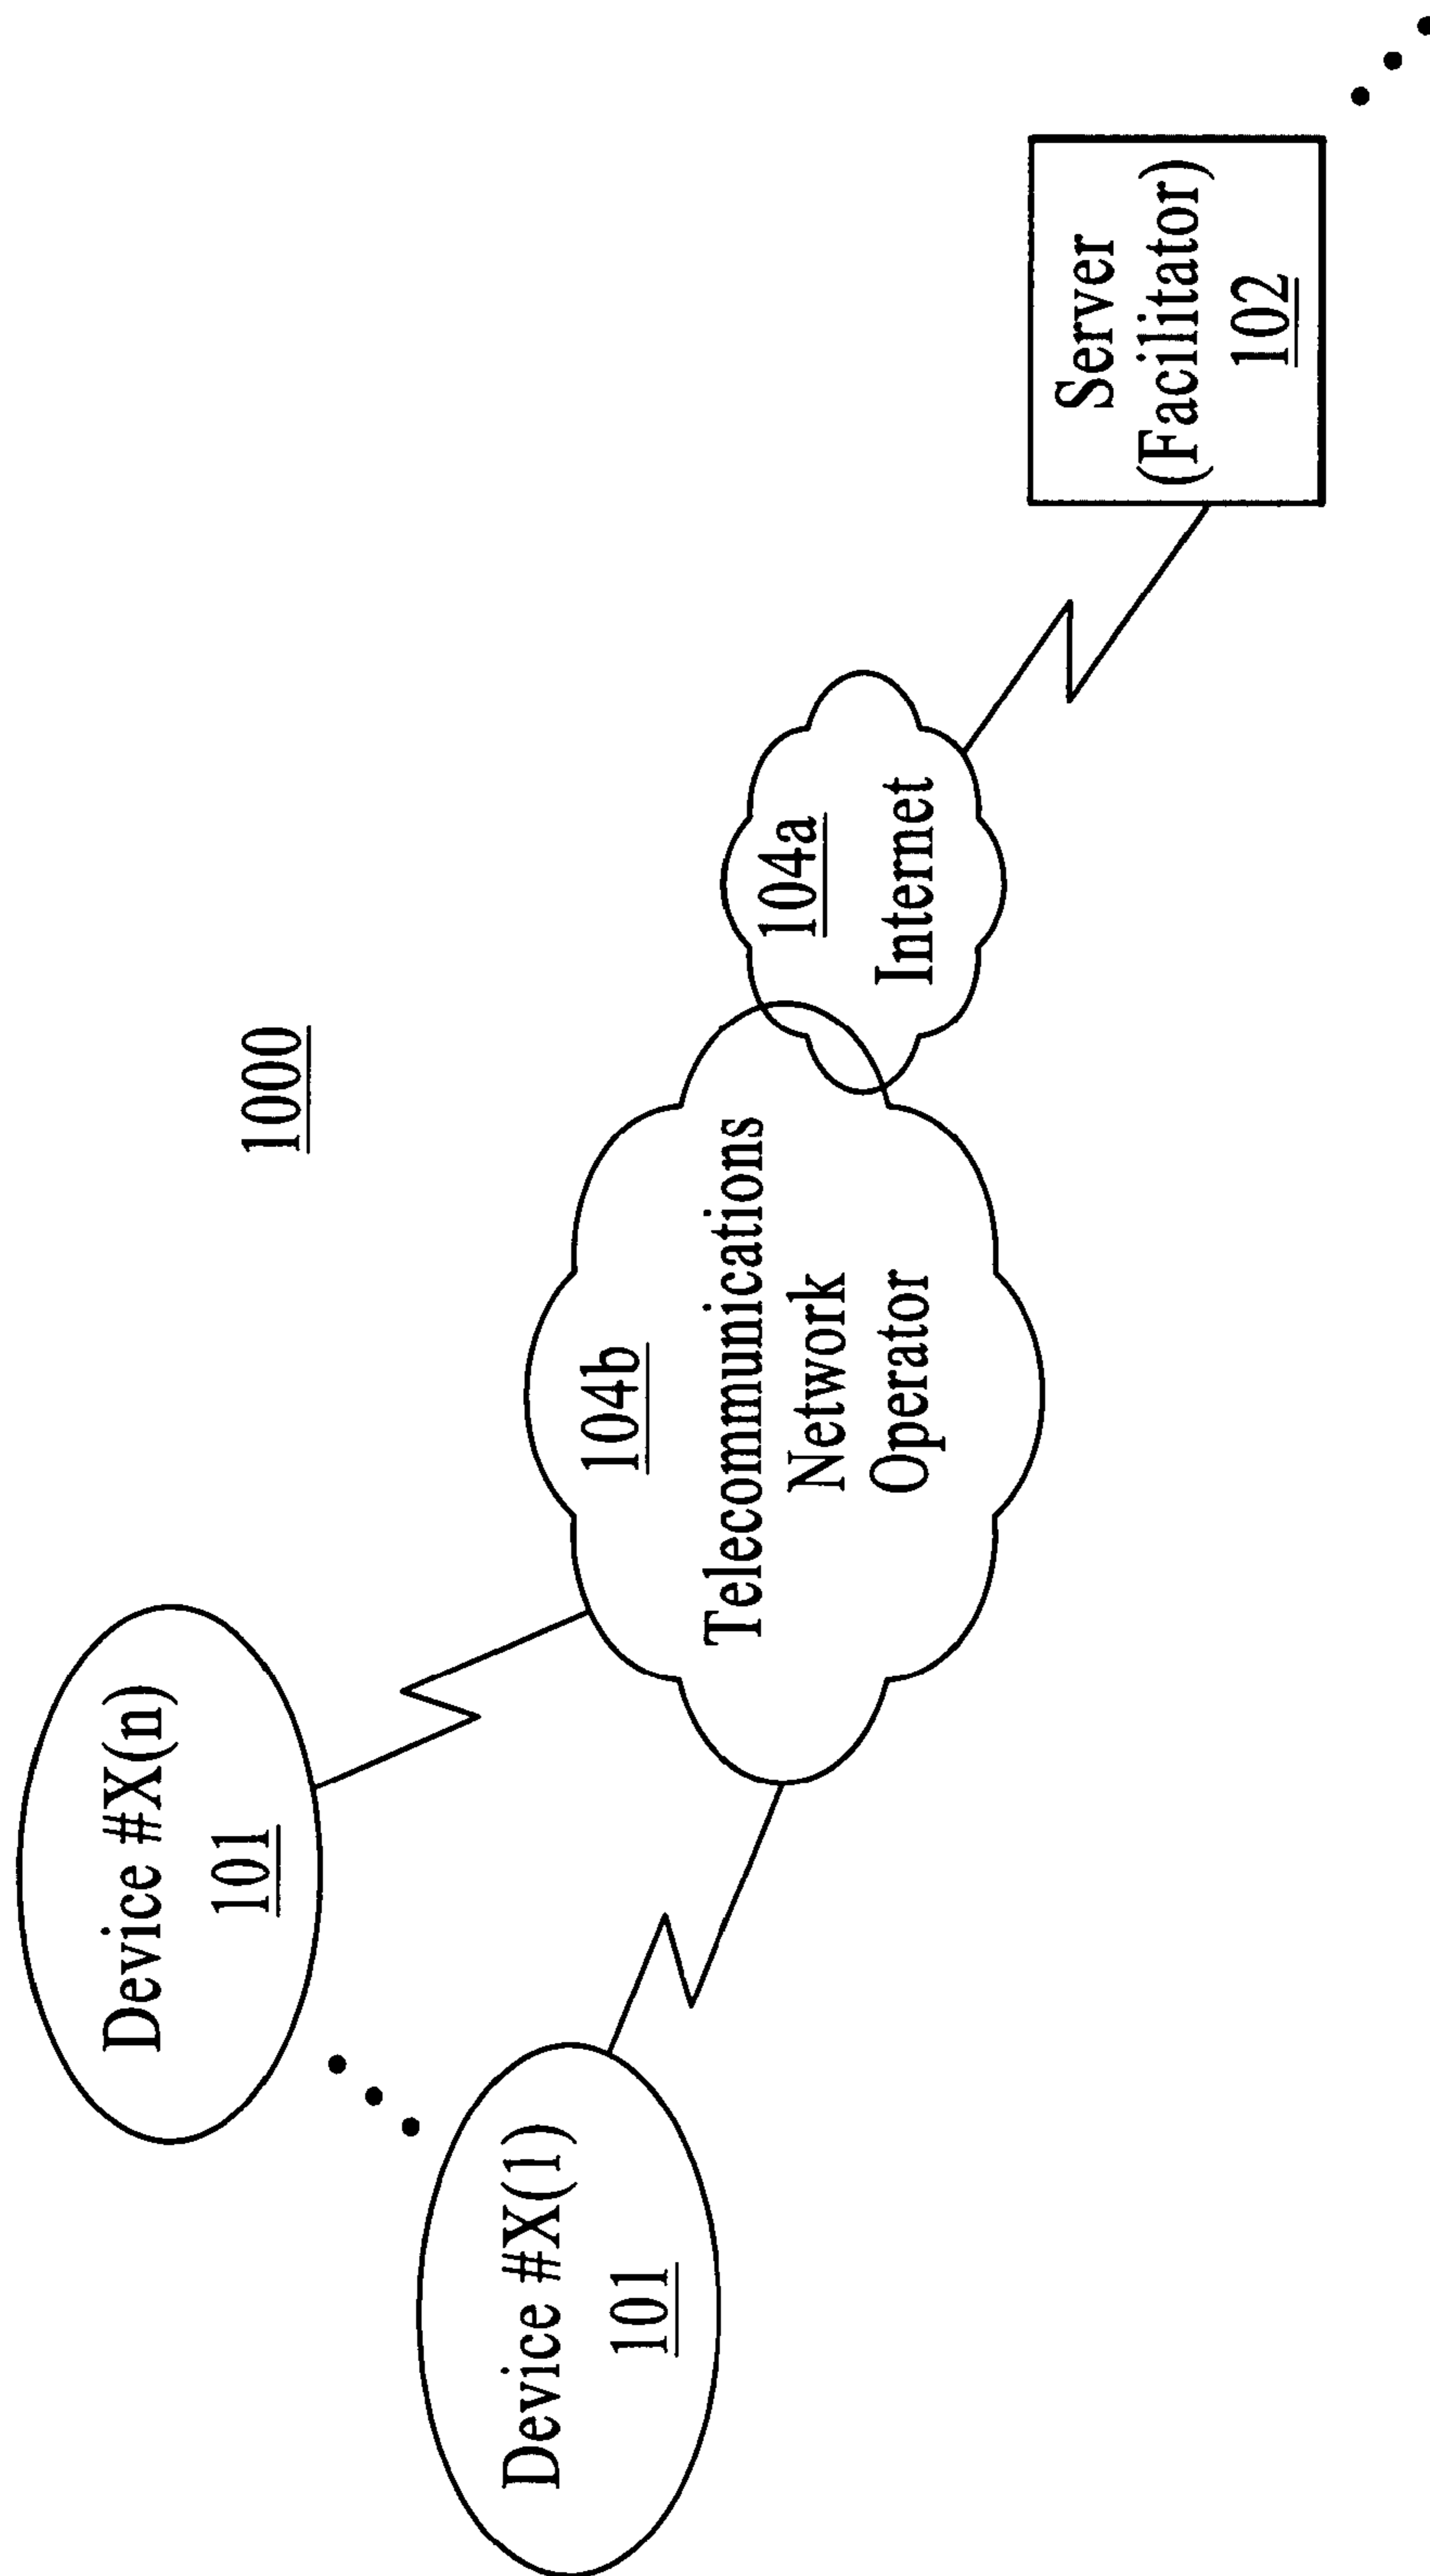 1000
Device #X(n)
101
Device #X(1)
101
104b
Telecommunications
Network
Operator
104a
Internet
Server
(Facilitator)
102